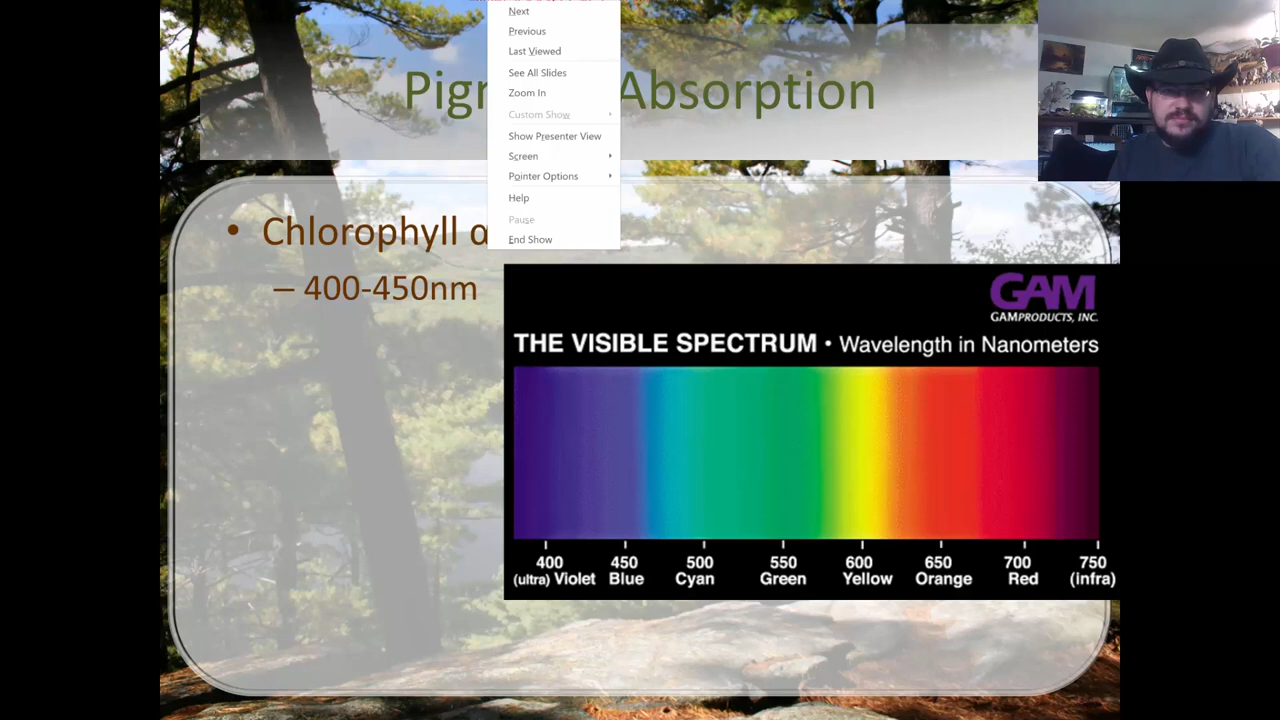 Pig Absorption
Next
Previous
Last Viewed
See All Slides
Zoom In
Custom Show
Show Presenter View
Screen
Pointer Options
Help
Pause
End Show
• Chlorophyll α
– 400-450nm
GAM
GAMPRODUCTS, INC.
THE VISIBLE SPECTRUM • Wavelength in Nanometers
400 450 500 550 600 650 700 750
(ultra) Violet Blue Cyan Green Yellow Orange Red (infra)